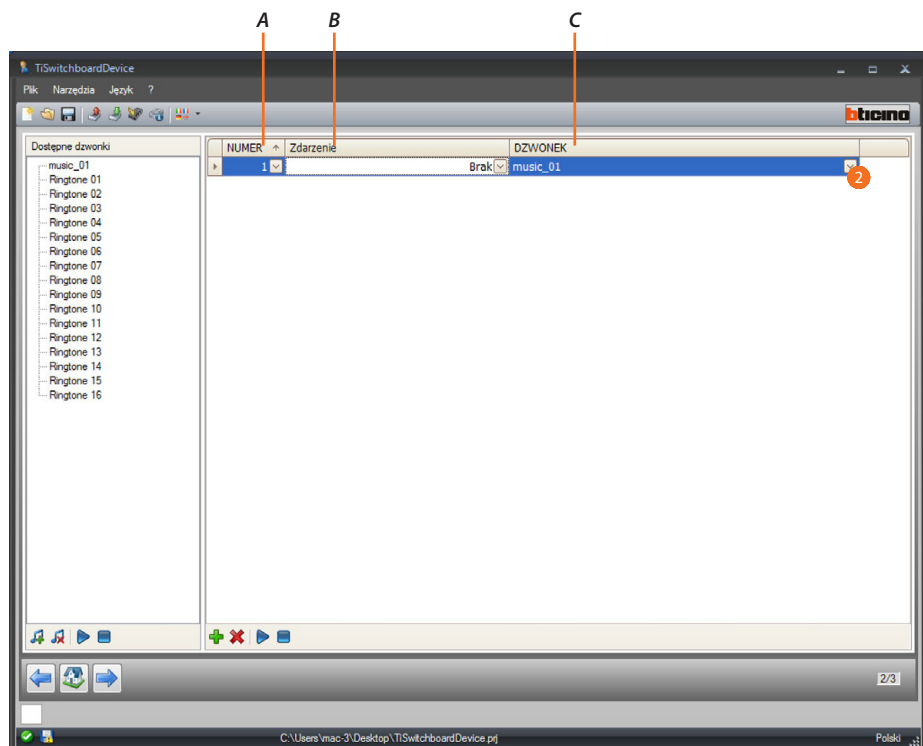 A B C
TiSwitchboardDevice
Plik Narzędzia Język ?
bticino
Dostępne dzwonki
NUMER Zdarzenie DZWONEK
1 Brak music_01
2
music_01
Ringtone 01
Ringtone 02
Ringtone 03
Ringtone 04
Ringtone 05
Ringtone 06
Ringtone 07
Ringtone 08
Ringtone 09
Ringtone 10
Ringtone 11
Ringtone 12
Ringtone 13
Ringtone 14
Ringtone 15
Ringtone 16
2/3
C:\Users\mac-3\Desktop\TiSwitchboardDevice.prj Polski